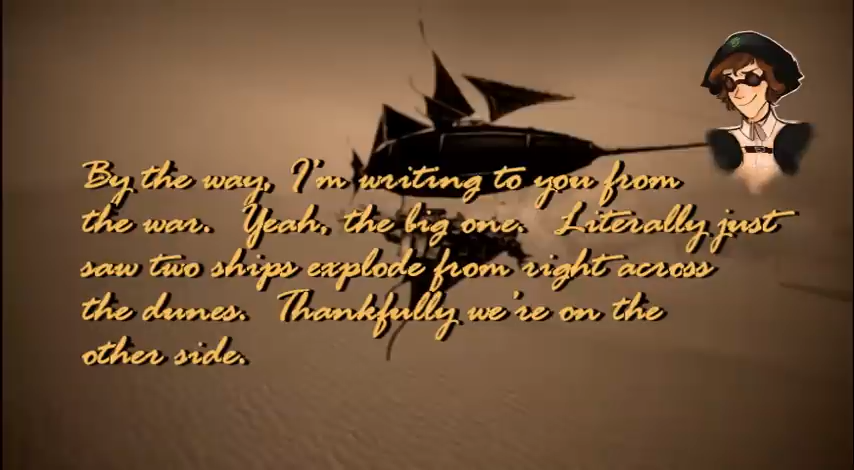 By the way, I'm writing to you from
the war. Yeah, the big one. Literally just
saw two ships explode from right across
the dunes. Thankfully we're on the
other side.